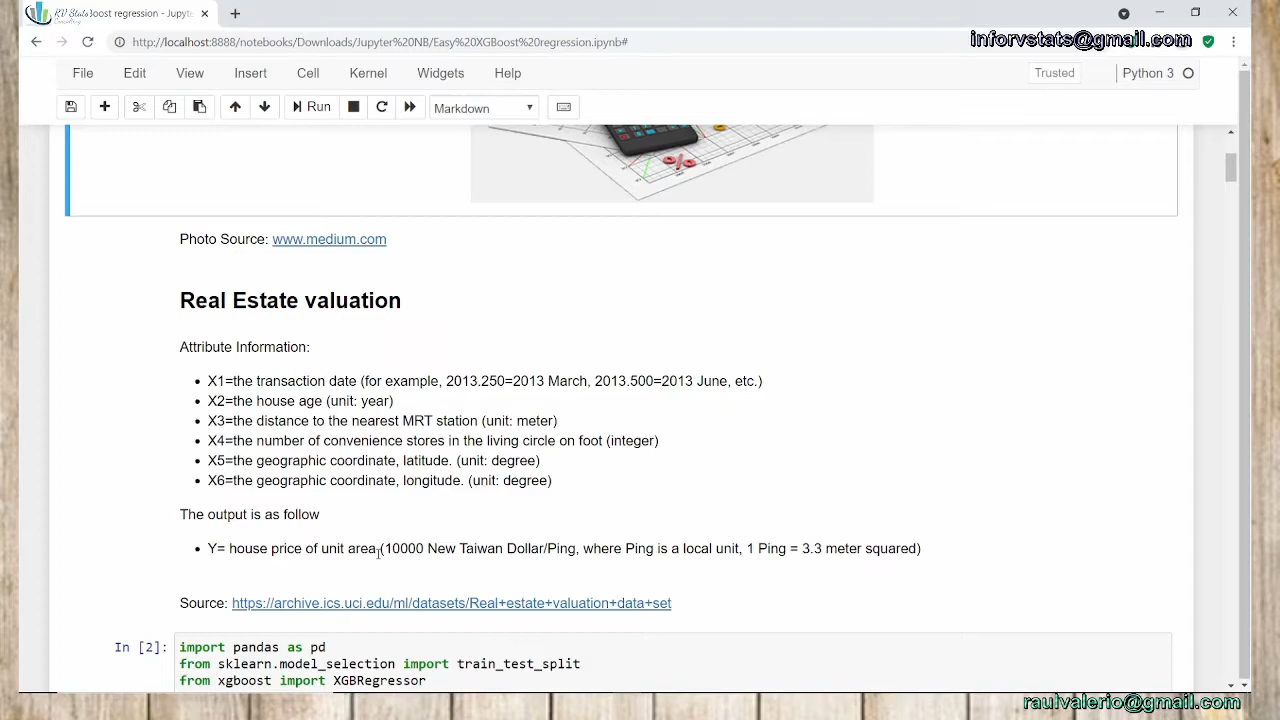 RV Stats
Consulting
Boost regression - Jupyte
http://localhost:8888/notebooks/Downloads/Jupyter%20NB/Easy%20XGBoost%20regression.ipynb#
inforvstats@gmail.com
File Edit View Insert Cell Kernel Widgets Help Trusted Python 3
Run Markdown
%
Photo Source: www.medium.com
Real Estate valuation
Attribute Information:
• X1=the transaction date (for example, 2013.250=2013 March, 2013.500=2013 June, etc.)
• X2=the house age (unit: year)
• X3=the distance to the nearest MRT station (unit: meter)
• X4=the number of convenience stores in the living circle on foot (integer)
• X5=the geographic coordinate, latitude. (unit: degree)
• X6=the geographic coordinate, longitude. (unit: degree)
The output is as follow
• Y= house price of unit area (10000 New Taiwan Dollar/Ping, where Ping is a local unit, 1 Ping = 3.3 meter squared)
Source: https://archive.ics.uci.edu/ml/datasets/Real+estate+valuation+data+set
In [2]: import pandas as pd
from sklearn.model_selection import train_test_split
from xgboost import XGBRegressor
raulvalerio@gmail.com